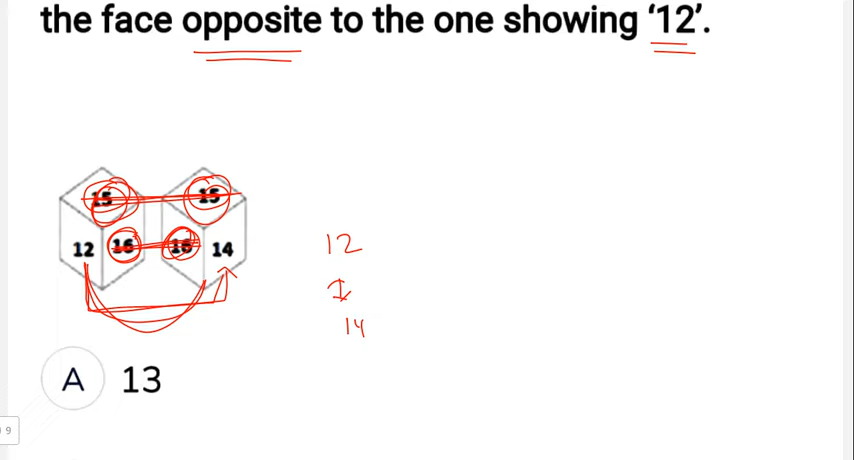 the face opposite to the one showing ‘12’.
15 15
12 16 16 14
12
14
A 13
9